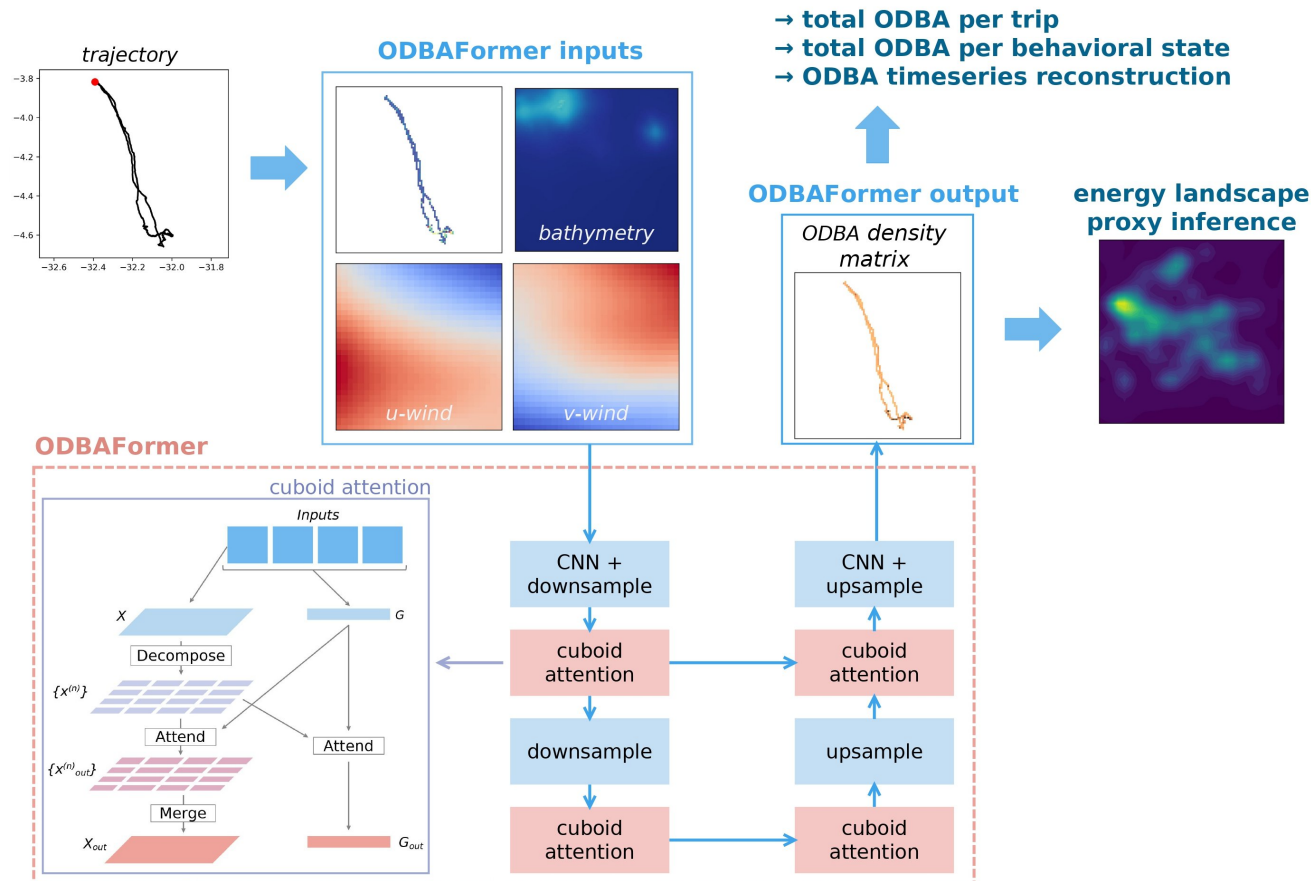 → total ODBA per trip
→ total ODBA per behavioral state
→ ODBA timeseries reconstruction
trajectory
−3.8
−4.0
−4.2
−4.4
−4.6
−32.6 −32.4 −32.2 −32.0 −31.8
ODBAFormer inputs
bathymetry
u-wind
v-wind
ODBAFormer output
ODBA density
matrix
energy landscape
proxy inference
ODBAFormer
cuboid attention
Inputs
X
G
Decompose
{x(n)}
Attend
Attend
{x(n)out}
Merge
Xout
Gout
CNN +
downsample
cuboid
attention
downsample
cuboid
attention
CNN +
upsample
cuboid
attention
upsample
cuboid
attention